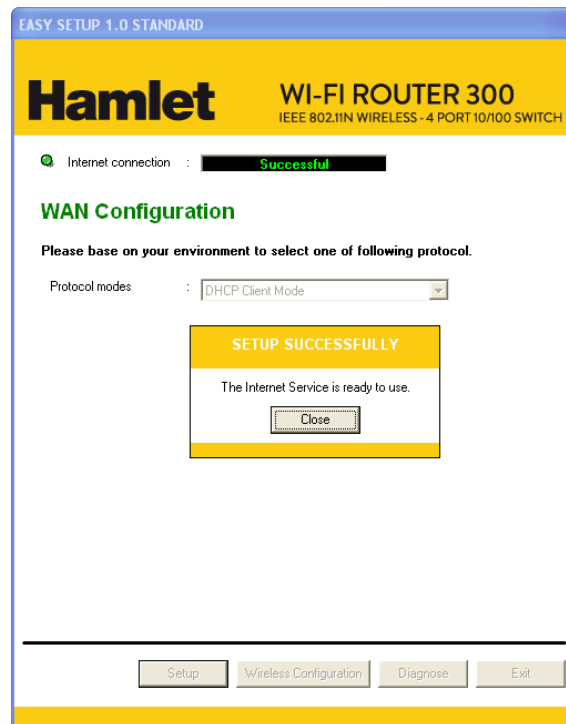 EASY SETUP 1.0 STANDARD
Hamlet
WI-FI ROUTER 300
IEEE 802.11N WIRELESS - 4 PORT 10/100 SWITCH
Internet connection : Successful
WAN Configuration
Please base on your environment to select one of following protocol.
Protocol modes : DHCP Client Mode
SETUP SUCCESSFULLY
The Internet Service is ready to use.
Close
Setup Wireless Configuration Diagnose Exit